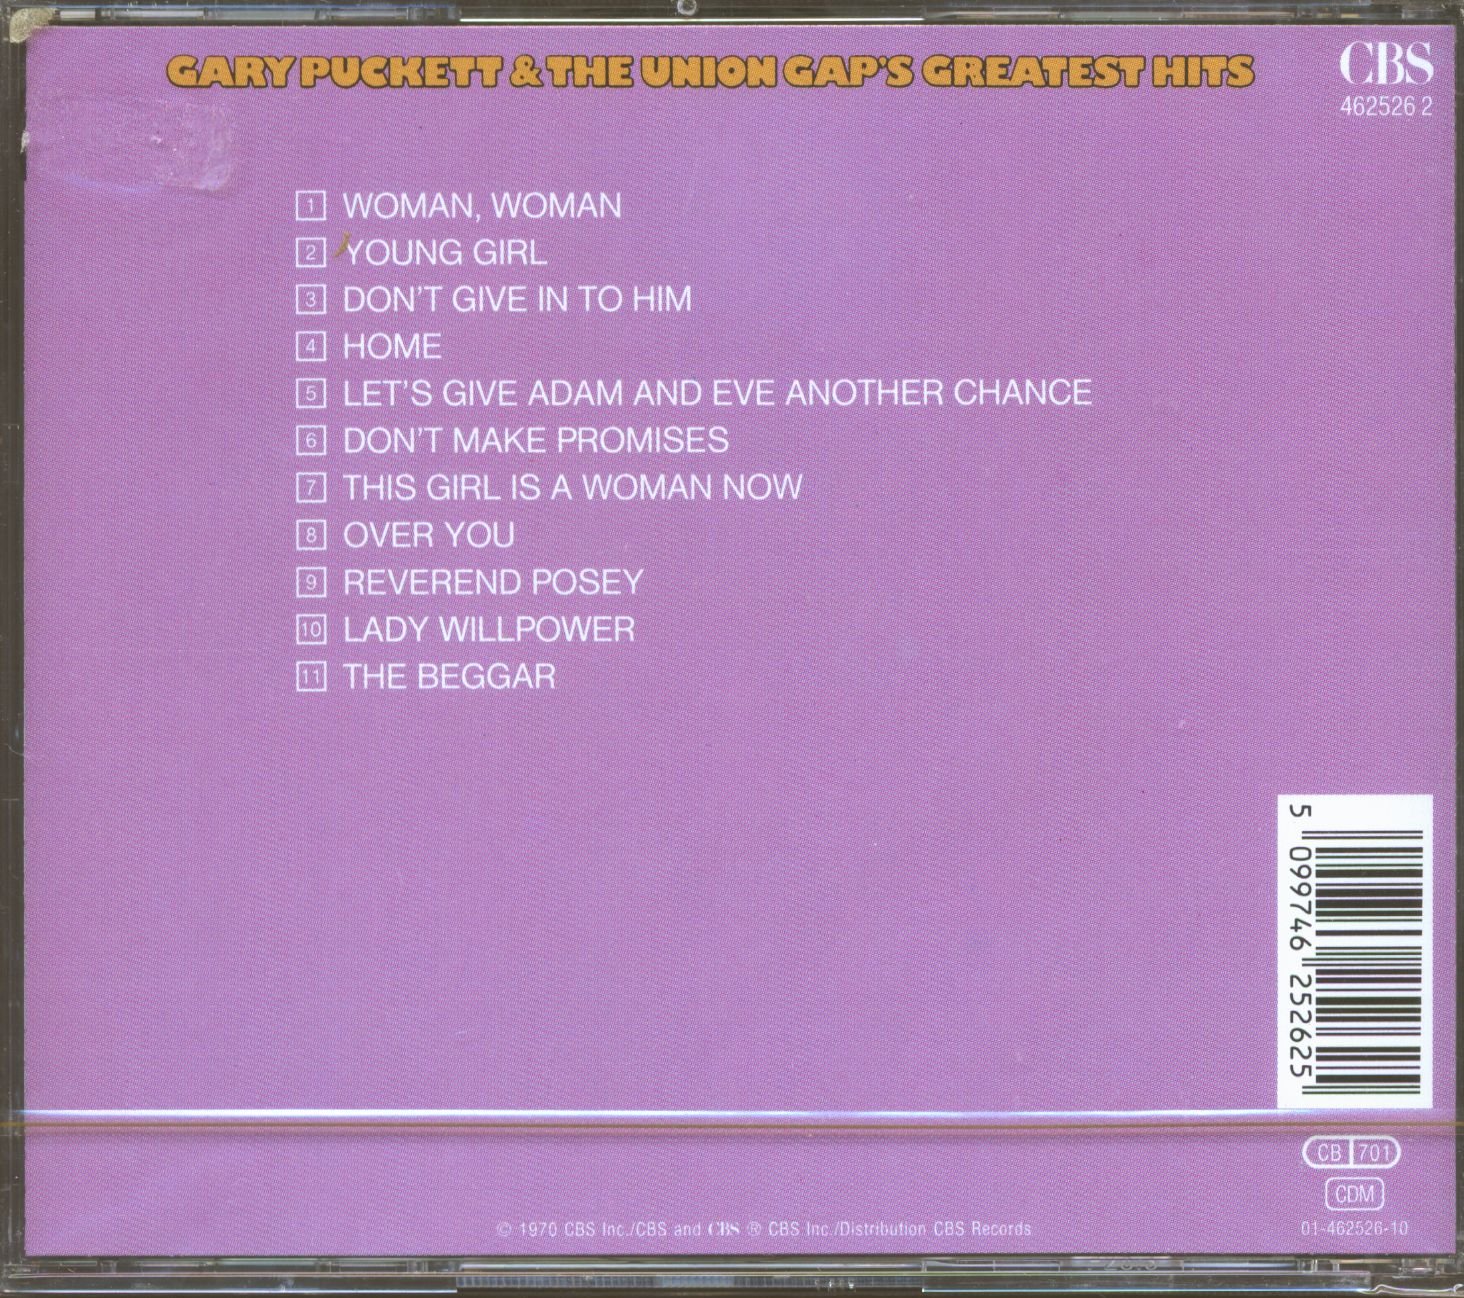 GARY PUCKETT & THE UNION GAP'S GREATEST HITS
CBS
462526 2
1 WOMAN, WOMAN
2 YOUNG GIRL
3 DON'T GIVE IN TO HIM
4 HOME
5 LET'S GIVE ADAM AND EVE ANOTHER CHANCE
6 DON'T MAKE PROMISES
7 THIS GIRL IS A WOMAN NOW
8 OVER YOU
9 REVEREND POSEY
10 LADY WILLPOWER
11 THE BEGGAR
5 099746 252625
CB 701
CDM
01-462526-10
© 1970 CBS Inc./CBS and CBS ® CBS Inc./Distribution CBS Records